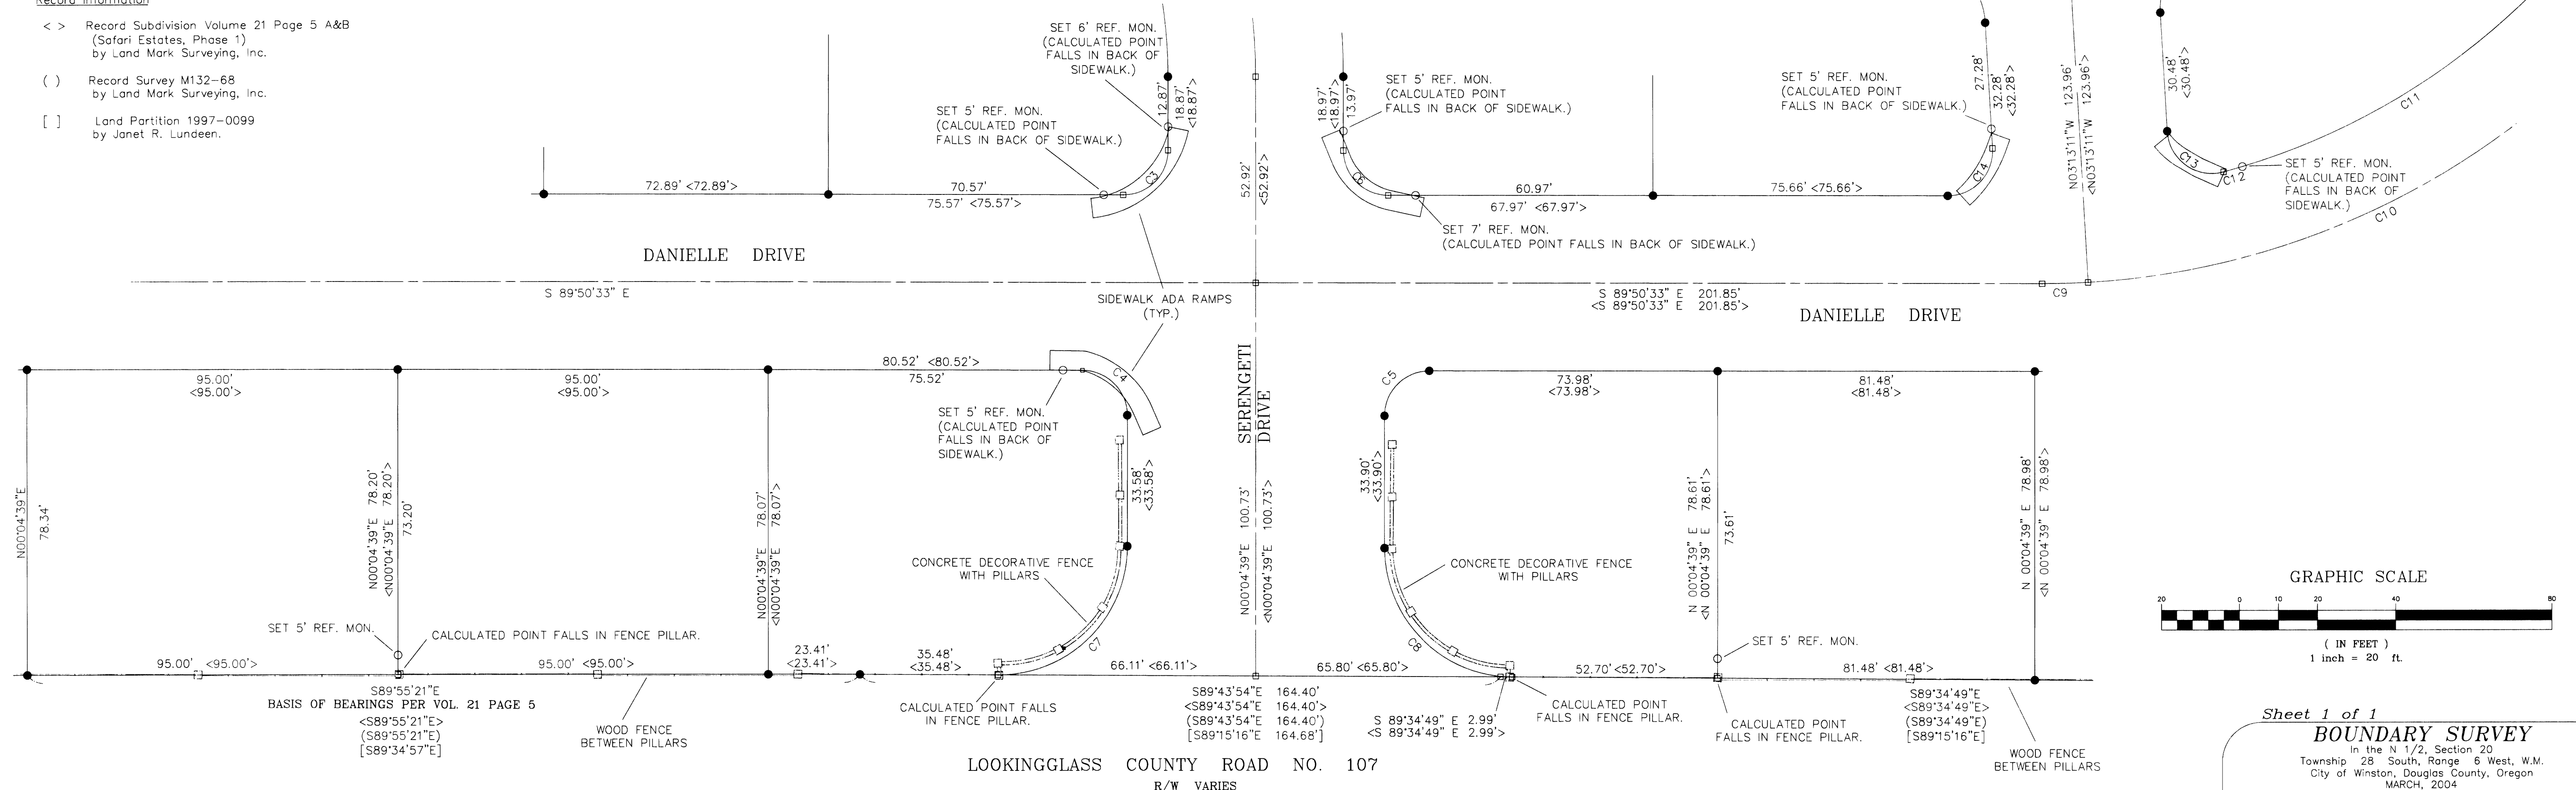 Record Information
< > Record Subdivision Volume 21 Page 5 A&B
(Safari Estates, Phase 1)
by Land Mark Surveying, Inc.
( ) Record Survey M132-68
by Land Mark Surveying, Inc.
[ ] Land Partition 1997-0099
by Janet R. Lundeen.
SET 6' REF. MON.
(CALCULATED POINT
FALLS IN BACK OF
SIDEWALK.)
12.87'
18.87'
<18.87'>
SET 5' REF. MON.
(CALCULATED POINT
FALLS IN BACK OF SIDEWALK.)
C3
72.89' <72.89'>
70.57'
75.57' <75.57'>
52.92'
<52.92'>
18.97'
<18.97'>
13.97'
SET 5' REF. MON.
(CALCULATED POINT
FALLS IN BACK OF SIDEWALK.)
C6
SET 5' REF. MON.
(CALCULATED POINT
FALLS IN BACK OF SIDEWALK.)
27.28'
32.28'
<32.28'>
C14
60.97'
67.97' <67.97'>
75.66' <75.66'>
SET 7' REF. MON.
(CALCULATED POINT FALLS IN BACK OF SIDEWALK.)
N03°13'11"W 123.96'
<N03°13'11"W 123.96'>
30.48'
<30.48'>
C13
C12
C11
C10
SET 5' REF. MON.
(CALCULATED POINT
FALLS IN BACK OF
SIDEWALK.)
DANIELLE DRIVE
S 89°50'33" E
SIDEWALK ADA RAMPS
(TYP.)
S 89°50'33" E 201.85'
<S 89°50'33" E 201.85'>
C9
DANIELLE DRIVE
95.00'
<95.00'>
95.00'
<95.00'>
80.52' <80.52'>
75.52'
C4
SET 5' REF. MON.
(CALCULATED POINT
FALLS IN BACK OF
SIDEWALK.)
SERENGETI
DRIVE
C5
73.98'
<73.98'>
81.48'
<81.48'>
N00°04'39"E
78.34'
N00°04'39"E 78.20'
<N00°04'39"E 78.20'>
73.20'
N00°04'39"E 78.07'
<N00°04'39"E 78.07'>
33.58'
<33.58'>
N00°04'39"E 100.73'
<N00°04'39"E 100.73'>
33.90'
<33.90'>
N 00°04'39" E 78.61'
<N 00°04'39" E 78.61'>
73.61'
N 00°04'39" E 78.98'
<N 00°04'39" E 78.98'>
CONCRETE DECORATIVE FENCE
WITH PILLARS
CONCRETE DECORATIVE FENCE
WITH PILLARS
SET 5' REF. MON.
CALCULATED POINT FALLS IN FENCE PILLAR.
C7
C8
SET 5' REF. MON.
95.00' <95.00'>
95.00' <95.00'>
23.41'
<23.41'>
35.48'
<35.48'>
66.11' <66.11'>
65.80' <65.80'>
52.70' <52.70'>
81.48' <81.48'>
S89°55'21"E
BASIS OF BEARINGS PER VOL. 21 PAGE 5
<S89°55'21"E>
(S89°55'21"E)
[S89°34'57"E]
WOOD FENCE
BETWEEN PILLARS
CALCULATED POINT FALLS
IN FENCE PILLAR.
S89°43'54"E 164.40'
<S89°43'54"E 164.40'>
(S89°43'54"E 164.40')
[S89°15'16"E 164.68']
S 89°34'49" E 2.99'
<S 89°34'49" E 2.99'>
CALCULATED POINT
FALLS IN FENCE PILLAR.
CALCULATED POINT
FALLS IN FENCE PILLAR.
S89°34'49"E
<S89°34'49"E>
(S89°34'49"E)
[S89°15'16"E]
WOOD FENCE
BETWEEN PILLARS
LOOKINGGLASS COUNTY ROAD NO. 107
R/W VARIES
GRAPHIC SCALE
20 0 10 20 40 80
( IN FEET )
1 inch = 20 ft.
Sheet 1 of 1
BOUNDARY SURVEY
In the N 1/2, Section 20
Township 28 South, Range 6 West, W.M.
City of Winston, Douglas County, Oregon
MARCH, 2004